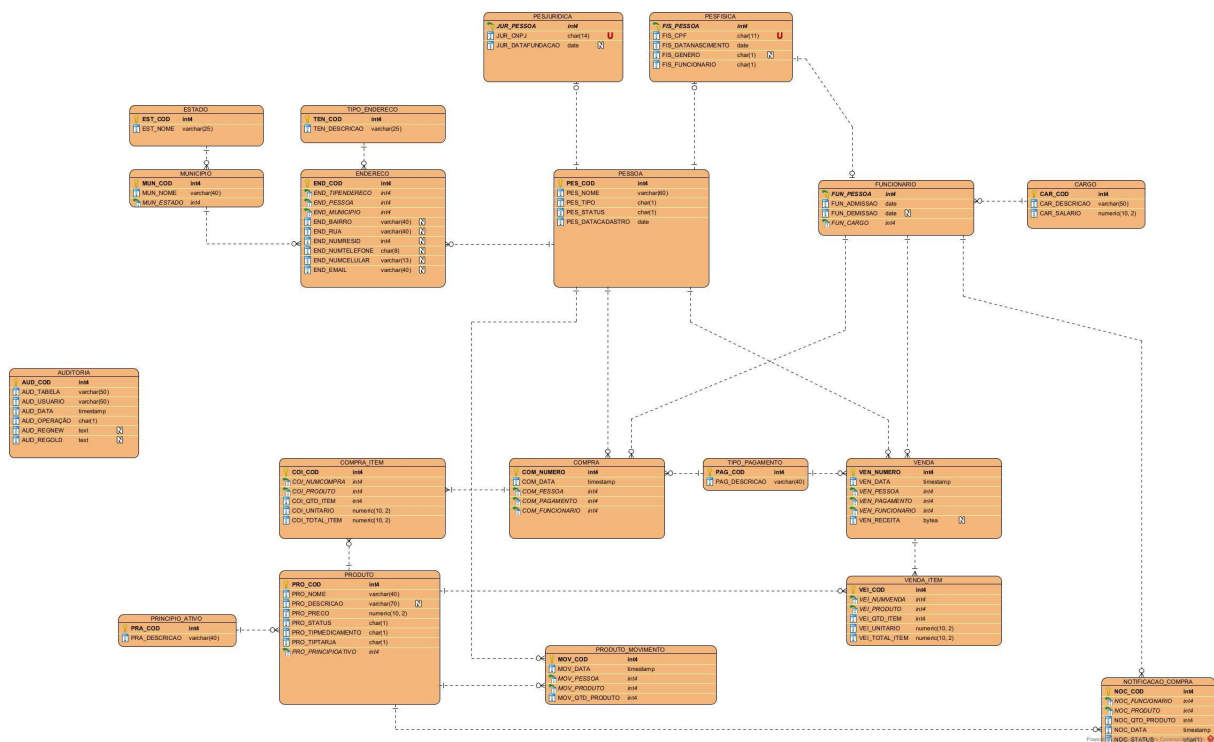 PESJURIDICA
JUR_PESSOA int4
JUR_CNPJ char(14) U
JUR_DATAFUNDACAO date N
PESFISICA
FIS_PESSOA int4
FIS_CPF char(11) U
FIS_DATANASCIMENTO date
FIS_GENERO char(1) N
FIS_FUNCIONARIO char(1)
ESTADO
EST_COD int4
EST_NOME varchar(25)
TIPO_ENDERECO
TEN_COD int4
TEN_DESCRICAO varchar(25)
MUNICIPIO
MUN_COD int4
MUN_NOME varchar(40)
MUN_ESTADO int4
ENDERECO
END_COD int4
END_TIPENDERECO int4
END_PESSOA int4
END_MUNICIPIO int4
END_BAIRRO varchar(40) N
END_RUA varchar(40) N
END_NUMRESID int4 N
END_NUMTELEFONE char(8) N
END_NUMCELULAR varchar(13) N
END_EMAIL varchar(40) N
PESSOA
PES_COD int4
PES_NOME varchar(60)
PES_TIPO char(1)
PES_STATUS char(1)
PES_DATACADASTRO date
FUNCIONARIO
FUN_PESSOA int4
FUN_ADMISSAO date
FUN_DEMISSAO date N
FUN_CARGO int4
CARGO
CAR_COD int4
CAR_DESCRICAO varchar(50)
CAR_SALARIO numeric(10, 2)
AUDITORIA
AUD_COD int4
AUD_TABELA varchar(50)
AUD_USUARIO varchar(50)
AUD_DATA timestamp
AUD_OPERAÇÃO char(1)
AUD_REGNEW text N
AUD_REGOLD text N
COMPRA_ITEM
COI_COD int4
COI_NUMCOMPRA int4
COI_PRODUTO int4
COI_QTD_ITEM int4
COI_UNITARIO numeric(10, 2)
COI_TOTAL_ITEM numeric(10, 2)
COMPRA
COM_NUMERO int4
COM_DATA timestamp
COM_PESSOA int4
COM_PAGAMENTO int4
COM_FUNCIONARIO int4
TIPO_PAGAMENTO
PAG_COD int4
PAG_DESCRICAO varchar(40)
VENDA
VEN_NUMERO int4
VEN_DATA timestamp
VEN_PESSOA int4
VEN_PAGAMENTO int4
VEN_FUNCIONARIO int4
VEN_RECEITA bytea N
PRODUTO
PRO_COD int4
PRO_NOME varchar(40)
PRO_DESCRICAO varchar(70) N
PRO_PRECO numeric(10, 2)
PRO_STATUS char(1)
PRO_TIPMEDICAMENTO char(1)
PRO_TIPTARJA char(1)
PRO_PRINCIPIOATIVO int4
VENDA_ITEM
VEI_COD int4
VEI_NUMVENDA int4
VEI_PRODUTO int4
VEI_QTD_ITEM int4
VEI_UNITARIO numeric(10, 2)
VEI_TOTAL_ITEM numeric(10, 2)
PRINCIPIO_ATIVO
PRA_COD int4
PRA_DESCRICAO varchar(40)
PRODUTO_MOVIMENTO
MOV_COD int4
MOV_DATA timestamp
MOV_PESSOA int4
MOV_PRODUTO int4
MOV_QTD_PRODUTO int4
NOTIFICACAO_COMPRA
NOC_COD int4
NOC_FUNCIONARIO int4
NOC_PRODUTO int4
NOC_QTD_PRODUTO int4
NOC_DATA timestamp
NOC_STATUS char(1)